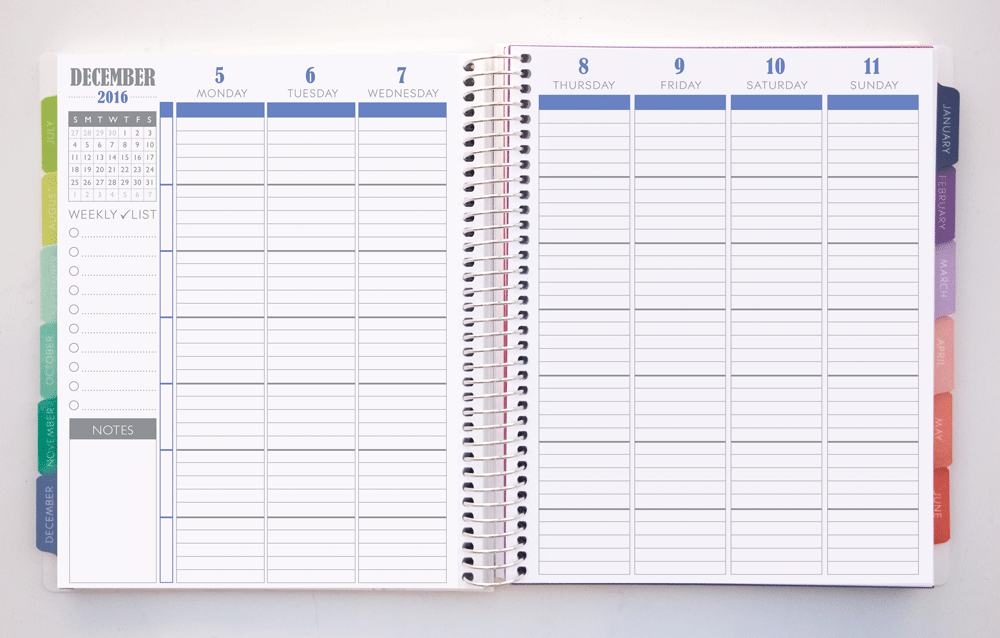 DECEMBER
2016
S M T W T F S
27 28 29 30 1 2 3
4 5 6 7 8 9 10
11 12 13 14 15 16 17
18 19 20 21 22 23 24
25 26 27 28 29 30 31
1 2 3 4 5 6 7
WEEKLY ✓LIST
NOTES
5
MONDAY
6
TUESDAY
7
WEDNESDAY
8
THURSDAY
9
FRIDAY
10
SATURDAY
11
SUNDAY
JULY
AUGUST
OCTOBER
NOVEMBER
DECEMBER
JANUARY
FEBRUARY
MARCH
APRIL
MAY
JUNE